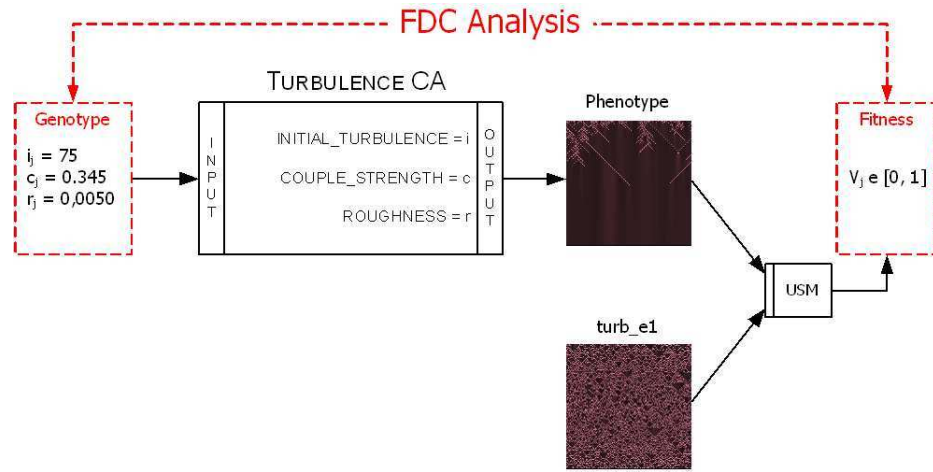 FDC Analysis
TURBULENCE CA
Genotype
i_j = 75
c_j = 0.345
r_j = 0,0050
INPUT
INITIAL_TURBULENCE = i
COUPLE_STRENGTH = c
ROUGHNESS = r
OUTPUT
Phenotype
Fitness
V_j e [0, 1]
USM
turb_e1